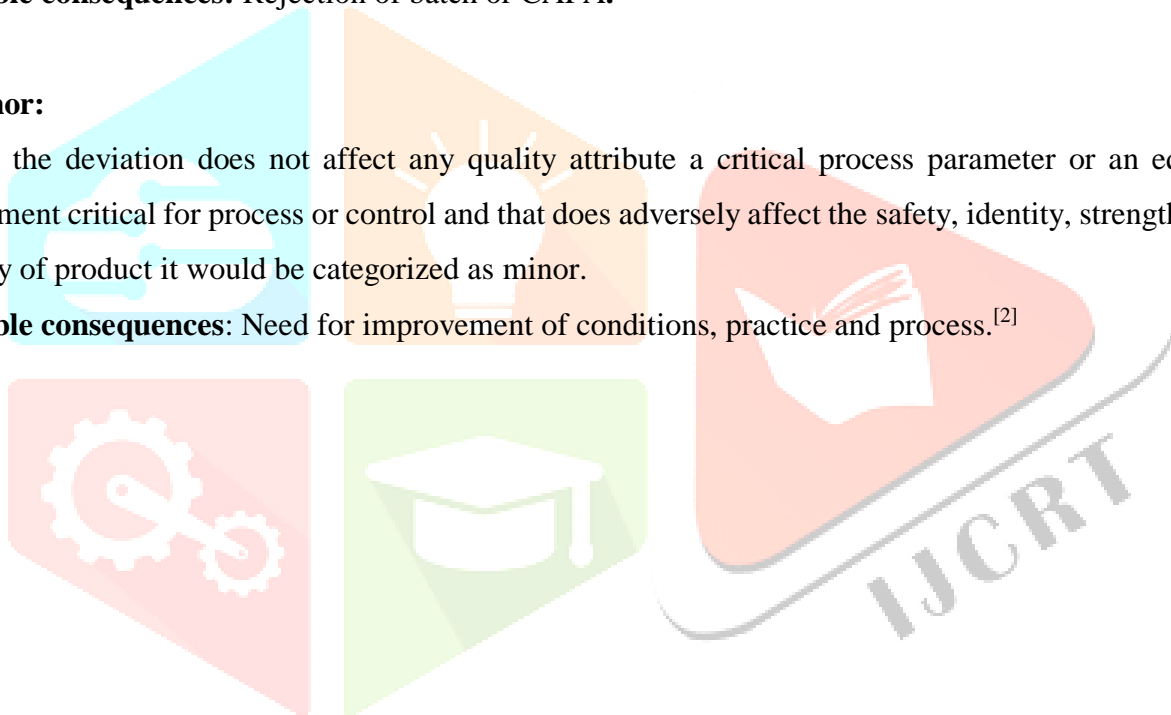 consequences: Rejection of batch or CAPA.
nor:
the deviation does not affect any quality attribute a critical process parameter or an
ment critical for process or control and that does adversely affect the safety, identity, strength
y of product it would be categorized as minor.
ble consequences: Need for improvement of conditions, practice and process.[2]
IJCRT